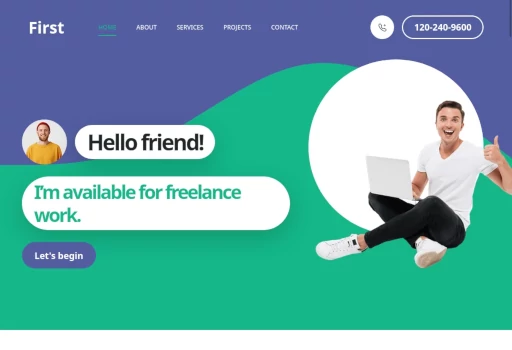 First
HOME
ABOUT
SERVICES
PROJECTS
CONTACT
120-240-9600
Hello friend!
I'm available for freelance
work.
Let's begin